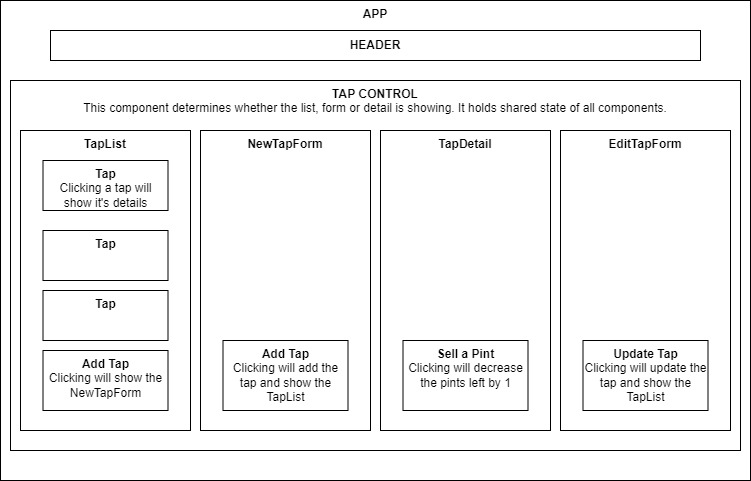 APP
HEADER
TAP CONTROL
This component determines whether the list, form or detail is showing. It holds shared state of all components.
TapList
Tap
Clicking a tap will
show it's details
Tap
Tap
Add Tap
Clicking will show the
NewTapForm
NewTapForm
Add Tap
Clicking will add the
tap and show the
TapList
TapDetail
Sell a Pint
Clicking will decrease
the pints left by 1
EditTapForm
Update Tap
Clicking will update the
tap and show the
TapList